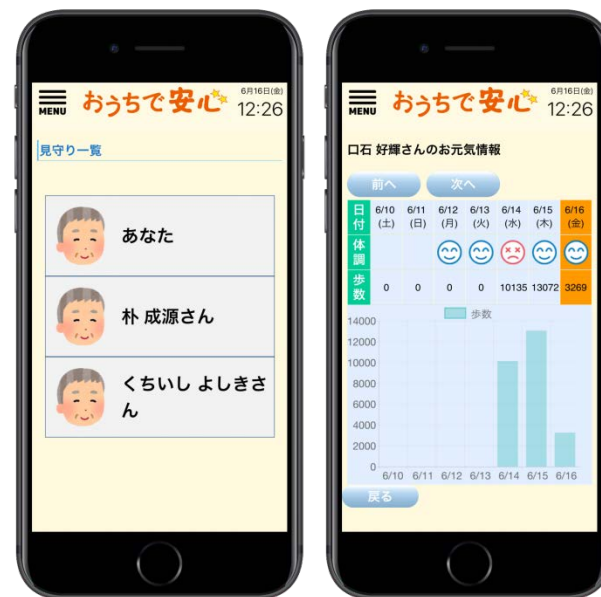 MENU
おうちで安心
6月16日(金)
12:26
見守り一覧
あなた
朴 成源さん
くちいし よしきさ
ん
MENU
おうちで安心
6月16日(金)
12:26
口石 好輝さんのお元気情報
前へ 次へ
日付 6/10 (土) 6/11 (日) 6/12 (月) 6/13 (火) 6/14 (水) 6/15 (木) 6/16 (金)
体調
歩数 0 0 0 0 10135 13072 3269
歩数
14000
12000
10000
8000
6000
4000
2000
0
6/10 6/11 6/12 6/13 6/14 6/15 6/16
戻る